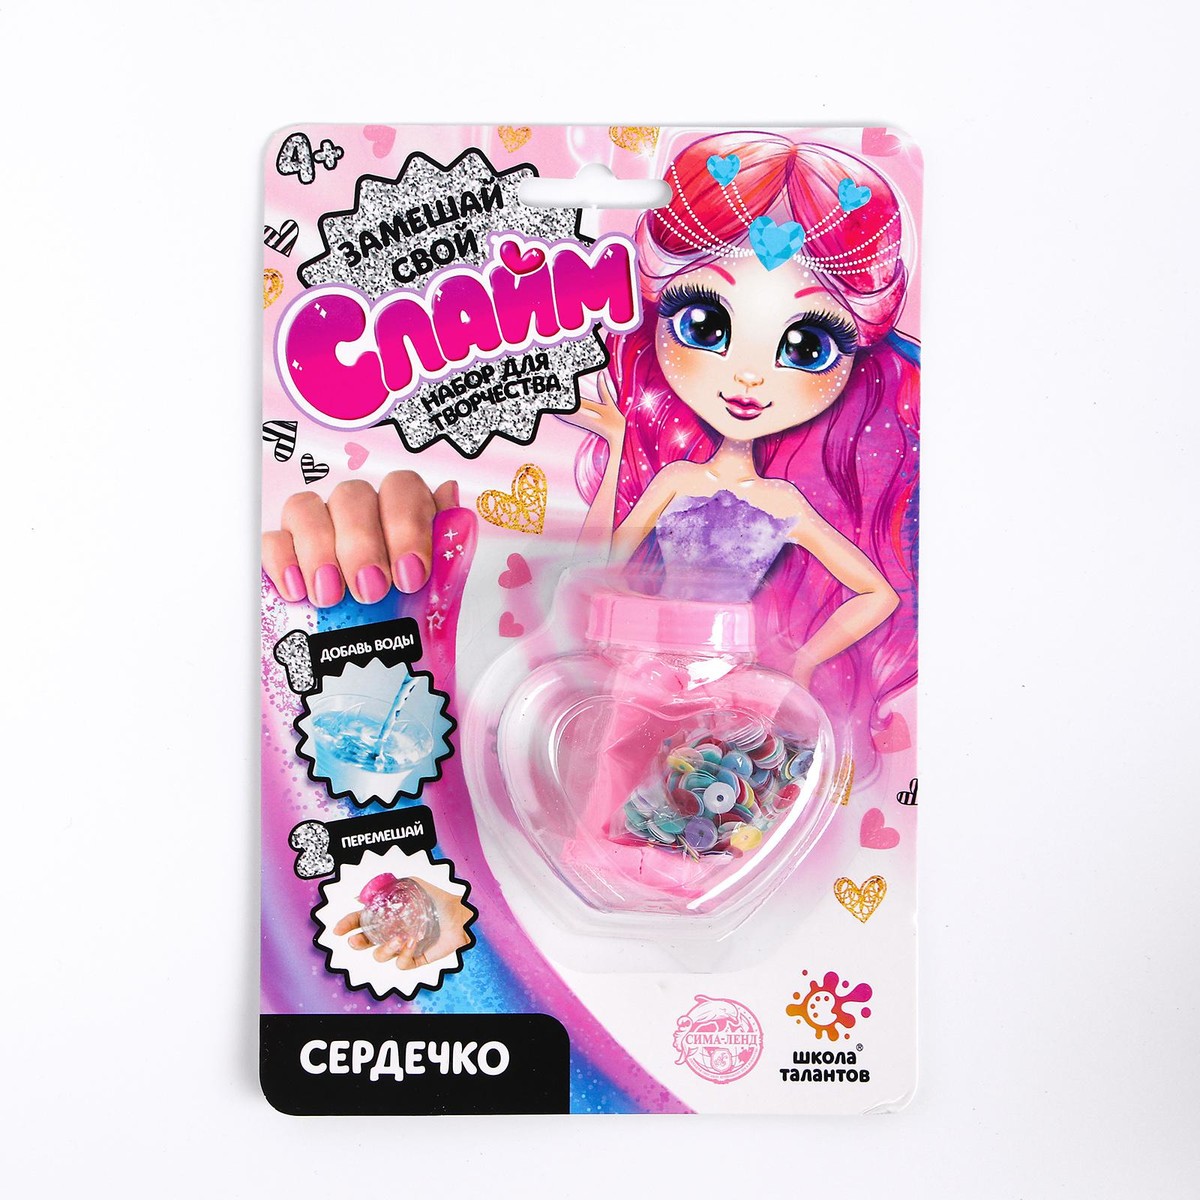 4+
ЗАМЕШАЙ
СВОЙ
СЛАЙМ
НАБОР ДЛЯ
ТВОРЧЕСТВА
1 ДОБАВЬ ВОДЫ
2 ПЕРЕМЕШАЙ
СЕРДЕЧКО
СИМА-ЛЕНД
ШКОЛА®
ТАЛАНТОВ